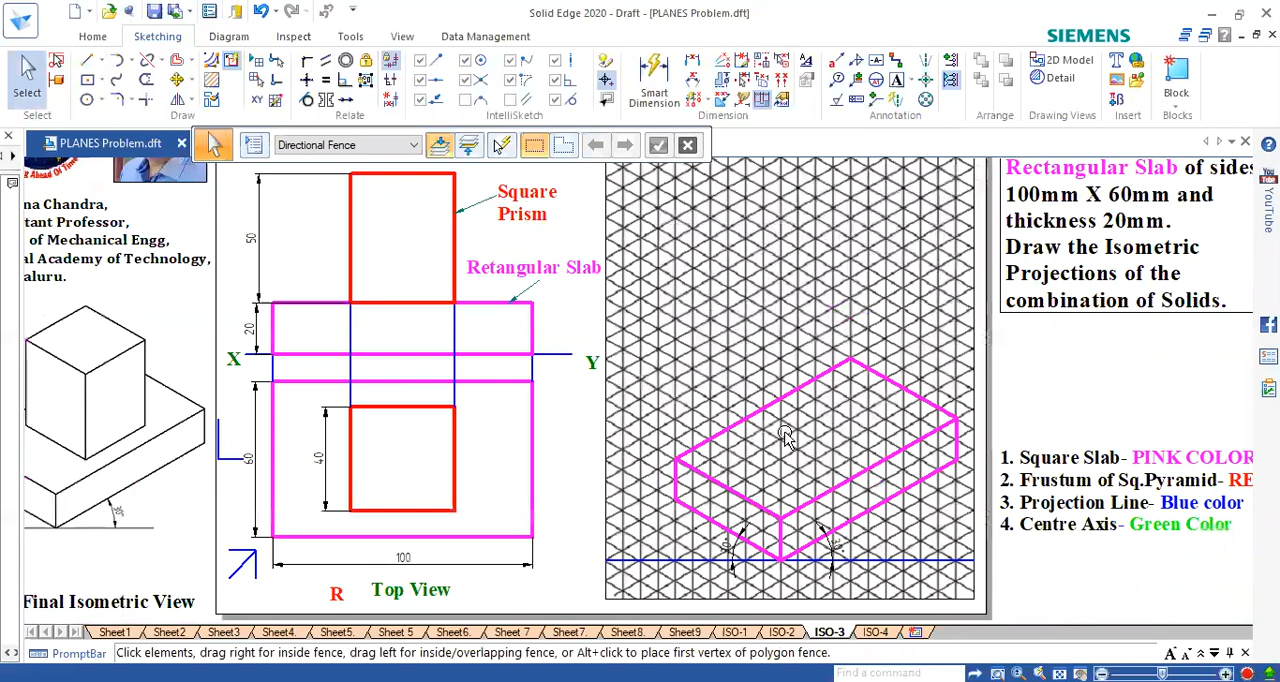 Solid Edge 2020 - Draft - [PLANES Problem.dft]
Home Sketching Diagram Inspect Tools View Data Management
SIEMENS
Select
Smart
Dimension
2D Model
Detail
Block
Select Draw Relate IntelliSketch Dimension Annotation Arrange Drawing Views Insert Blocks
PLANES Problem.dft
Directional Fence
YouTube
na Chandra,
tant Professor,
of Mechanical Engg,
al Academy of Technology,
aluru.
30°
Final Isometric View
50
Square
Prism
Retangular Slab
20
X
Y
60
40
100
R
Top View
Rectangular Slab of sides
100mm X 60mm and
thickness 20mm.
Draw the Isometric
Projections of the
combination of Solids.
1. Square Slab- PINK COLOR
2. Frustum of Sq.Pyramid- RE
3. Projection Line- Blue color
4. Centre Axis- Green Color
Sheet1 Sheet2 Sheet3 Sheet4. Sheet5. Sheet 5 Sheet6. Sheet 7 Sheet7. Sheet8. Sheet9 ISO-1 ISO-2 ISO-3 ISO-4
PromptBar
Click elements, drag right for inside fence, drag left for inside/overlapping fence, or Alt+click to place first vertex of polygon fence.
Find a command